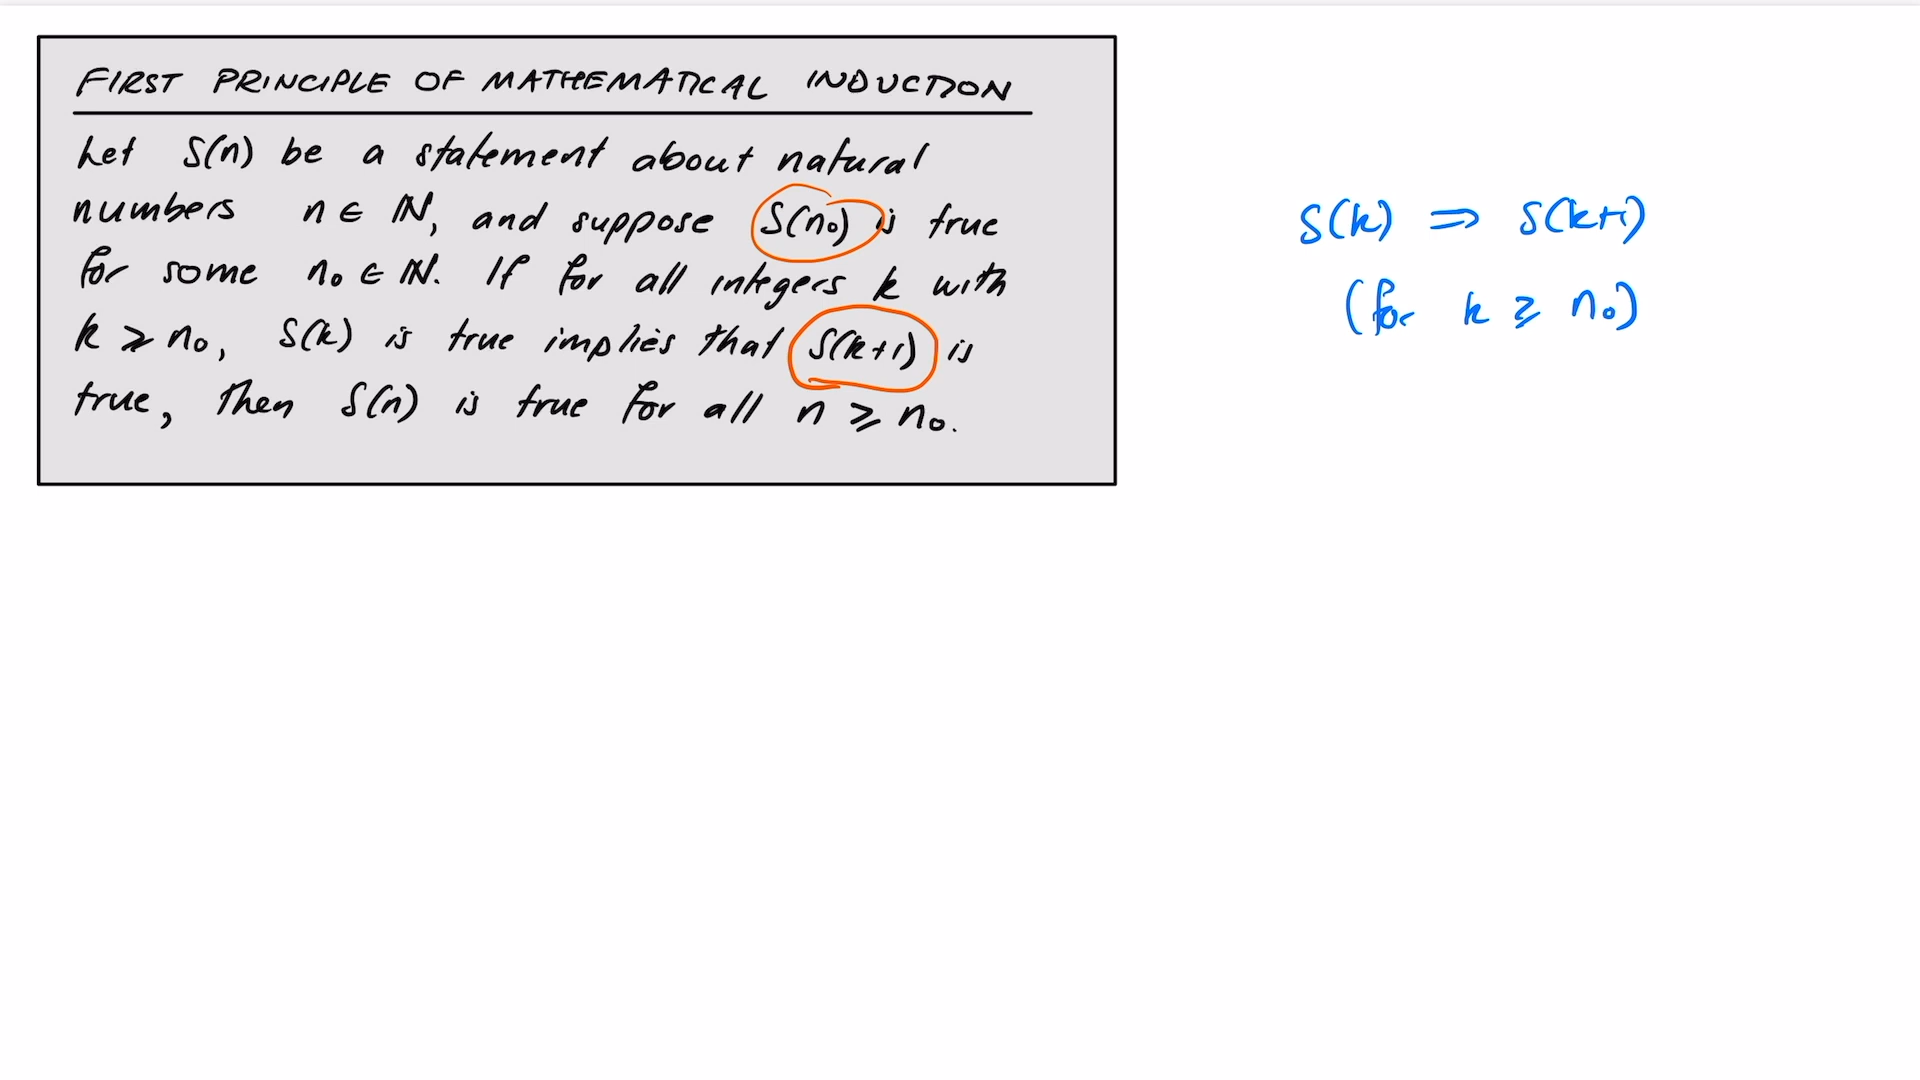 FIRST PRINCIPLE OF MATHEMATICAL INDUCTION
Let S(n) be a statement about natural
numbers n ∈ ℕ, and suppose S(n₀) is true
for some n₀ ∈ ℕ. If for all integers k with
k ⩾ n₀, S(k) is true implies that S(k+1) is
true, then S(n) is true for all n ⩾ n₀.
S(k) ⇒ S(k+1)
(for k ⩾ n₀)